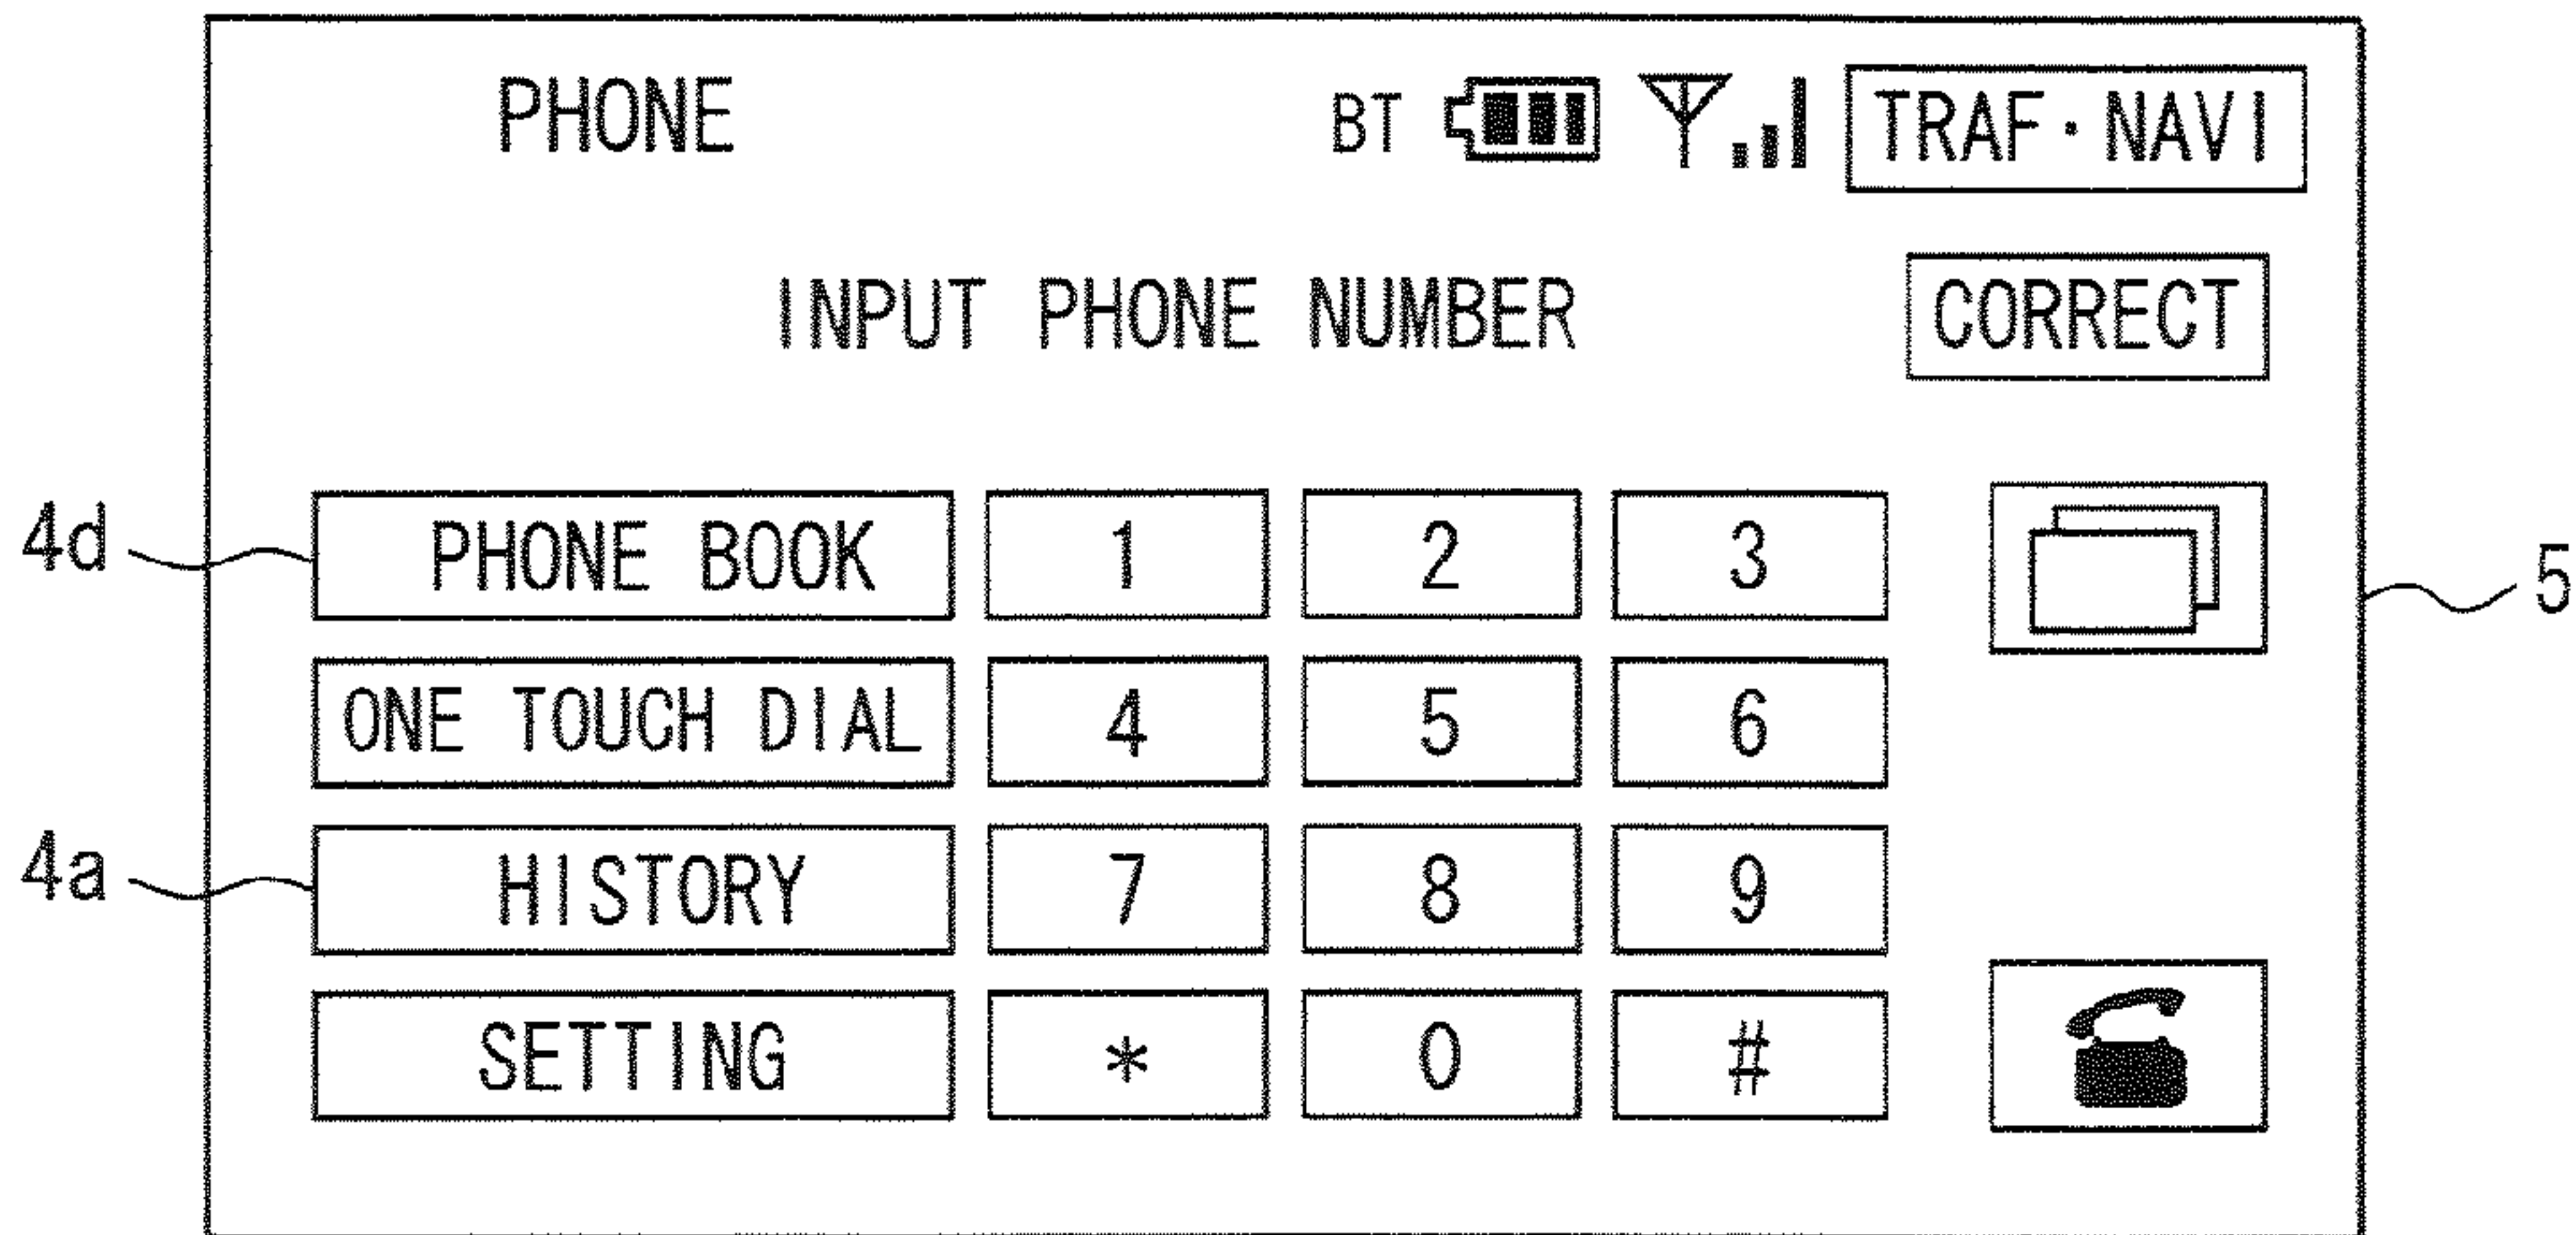 PHONE BT TRAF·NAVI
INPUT PHONE NUMBER CORRECT
4d PHONE BOOK 1 2 3 5
ONE TOUCH DIAL 4 5 6
4a HISTORY 7 8 9
SETTING * 0 #